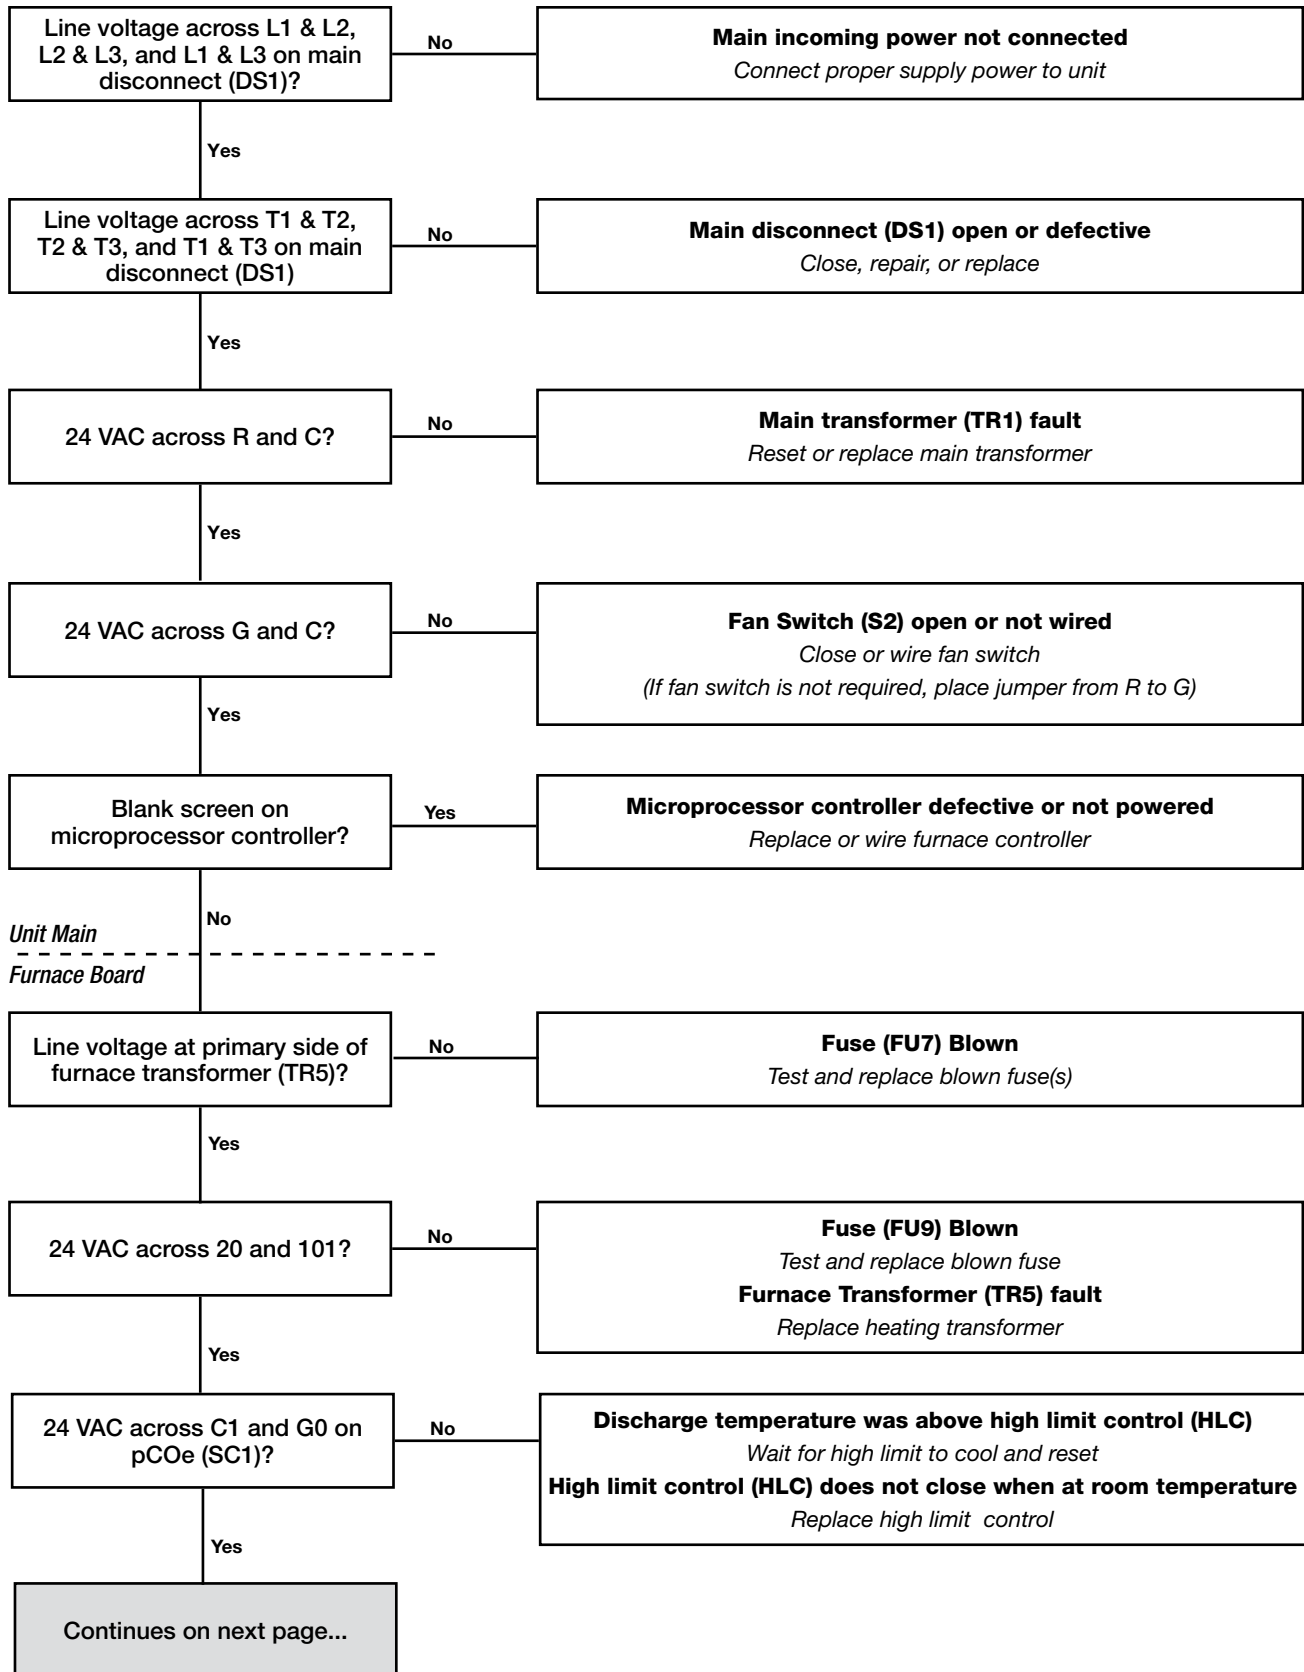 Line voltage across L1 & L2,
L2 & L3, and L1 & L3 on main
disconnect (DS1)?
No
Main incoming power not connected
Connect proper supply power to unit
Yes
Line voltage across T1 & T2,
T2 & T3, and T1 & T3 on main
disconnect (DS1)
No
Main disconnect (DS1) open or defective
Close, repair, or replace
Yes
24 VAC across R and C?
No
Main transformer (TR1) fault
Reset or replace main transformer
Yes
24 VAC across G and C?
No
Fan Switch (S2) open or not wired
Close or wire fan switch
(If fan switch is not required, place jumper from R to G)
Yes
Blank screen on
microprocessor controller?
Yes
Microprocessor controller defective or not powered
Replace or wire furnace controller
No
Unit Main
Furnace Board
Line voltage at primary side of
furnace transformer (TR5)?
No
Fuse (FU7) Blown
Test and replace blown fuse(s)
Yes
24 VAC across 20 and 101?
No
Fuse (FU9) Blown
Test and replace blown fuse
Furnace Transformer (TR5) fault
Replace heating transformer
Yes
24 VAC across C1 and G0 on
pCOe (SC1)?
No
Discharge temperature was above high limit control (HLC)
Wait for high limit to cool and reset
High limit control (HLC) does not close when at room temperature
Replace high limit control
Yes
Continues on next page...